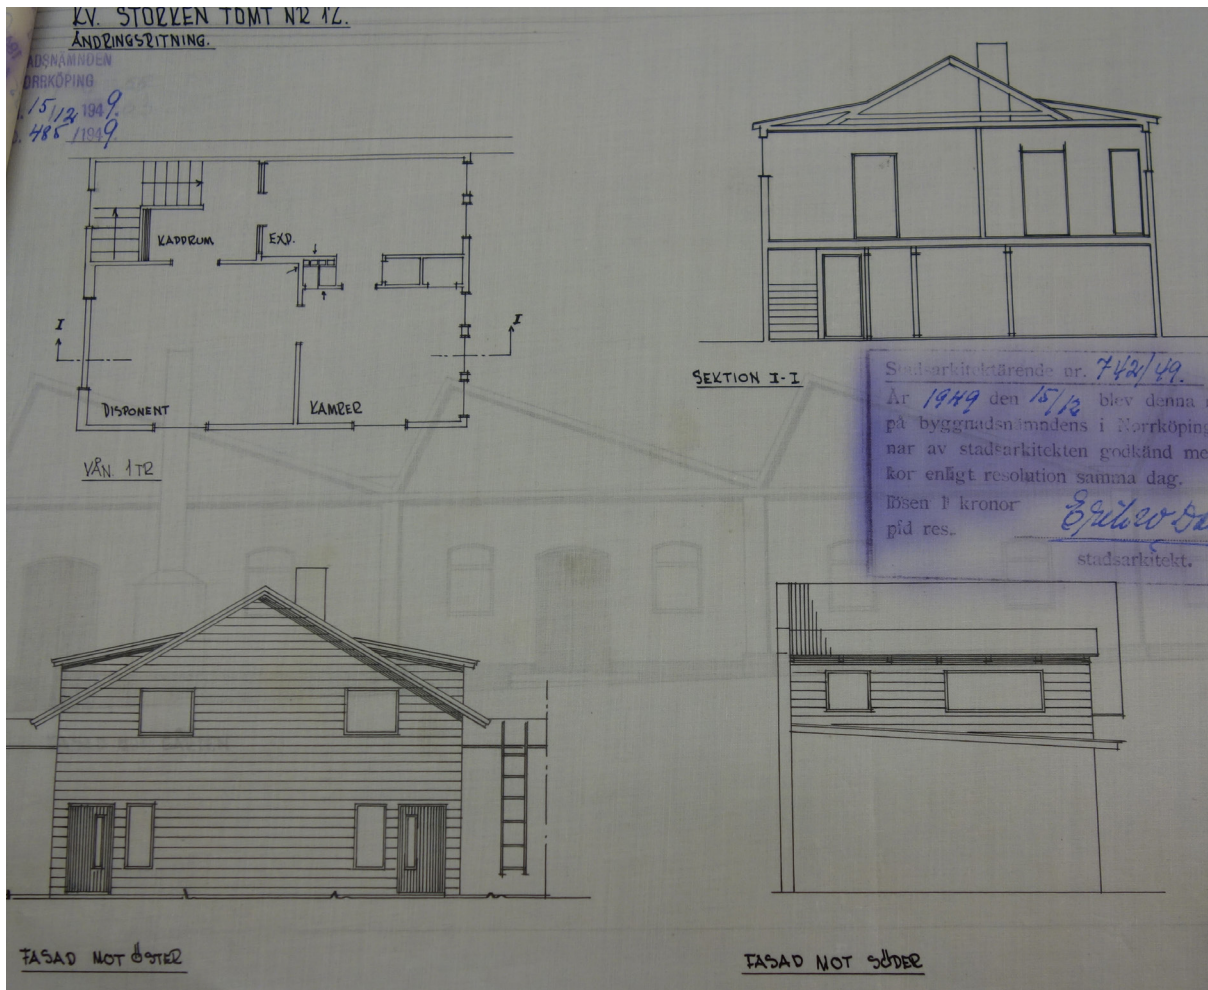 KV. STORKEN TOMT NR 12.
ÄNDRINGSRITNING.
ADSNÄMNDEN
ORRKÖPING
15/12 1949.
485/1949
KAPPRUM
EXP.
I
I
DISPONENT
KAMRER
VÅN. 1 TR
SEKTION I-I
Stadsarkitektärende nr. 742/49.
År 1949 den 15/12 blev denna
på byggnadsnämndens i Norrköping
nar av stadsarkitekten godkänd me
kor enligt resolution samma dag.
lösen 1 kronor
pfd res.
stadsarkitekt.
FASAD MOT ÖSTER
FASAD MOT SÖDER